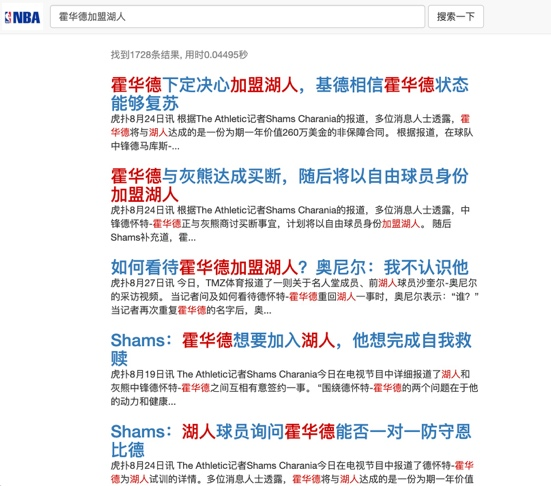 NBA
霍华德加盟湖人
搜索一下
找到1728条结果, 用时0.04495秒
霍华德下定决心加盟湖人，基德相信霍华德状态
能够复苏
虎扑8月24日讯 根据The Athletic记者Shams Charania的报道，多位消息人士透露，霍
华德将与湖人达成的是一份为期一年价值260万美金的非保障合同。 根据报道，在球队
中锋德马库斯-...
霍华德与灰熊达成买断，随后将以自由球员身份
加盟湖人
虎扑8月24日讯 根据The Athletic记者Shams Charania的报道，多位消息人士透露，中
锋德怀特-霍华德正与灰熊商讨买断事宜，计划将以自由球员身份加盟湖人。 随后
Shams补充道，霍...
如何看待霍华德加盟湖人？奥尼尔：我不认识他
虎扑8月27日讯 今日，TMZ体育报道了一则关于名人堂成员、前湖人球员沙奎尔-奥尼尔
的采访视频。 当记者问及如何看待德怀特-霍华德重回湖人一事时，奥尼尔表示：“谁？”
当记者再次重复霍华德的名字后，奥...
Shams：霍华德想要加入湖人，他想完成自我救
赎
虎扑8月19日讯 The Athletic记者Shams Charania今日在电视节目中详细报道了湖人和
灰熊中锋德怀特-霍华德之间互相有意签约一事。 “围绕德怀特-霍华德的两个问题在于他
的动力和健康...
Shams：湖人球员询问霍华德能否一对一防守恩
比德
虎扑8月24日讯 The Athletic记者Shams Charania今日在电视节目中报道了德怀特-霍华
德为湖人试训的详情。多位消息人士透露，霍华德将与湖人达成的是一份为期一年价值